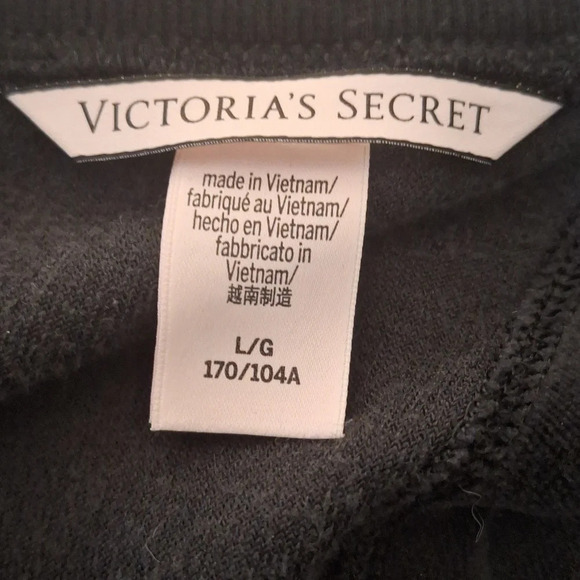 VICTORIA'S SECRET
made in Vietnam/
fabriqué au Vietnam/
hecho en Vietnam/
fabbricato in
Vietnam/
越南制造
L/G
170/104A